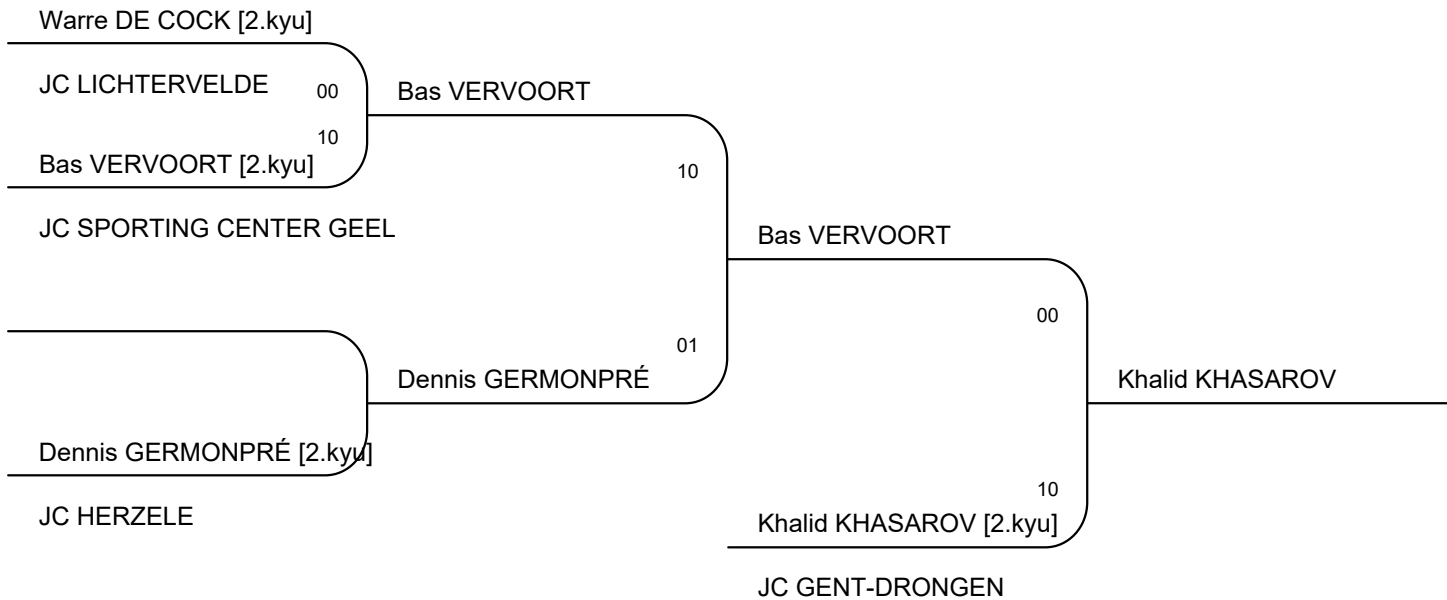 Warre DE COCK [2.kyu]
JC LICHTERVELDE
00
10
Bas VERVOORT [2.kyu]
JC SPORTING CENTER GEEL
Dennis GERMONPRÉ [2.kyu]
JC HERZELE
Bas VERVOORT
10
01
Dennis GERMONPRÉ
Bas VERVOORT
00
10
Khalid KHASAROV [2.kyu]
JC GENT-DRONGEN
Khalid KHASAROV